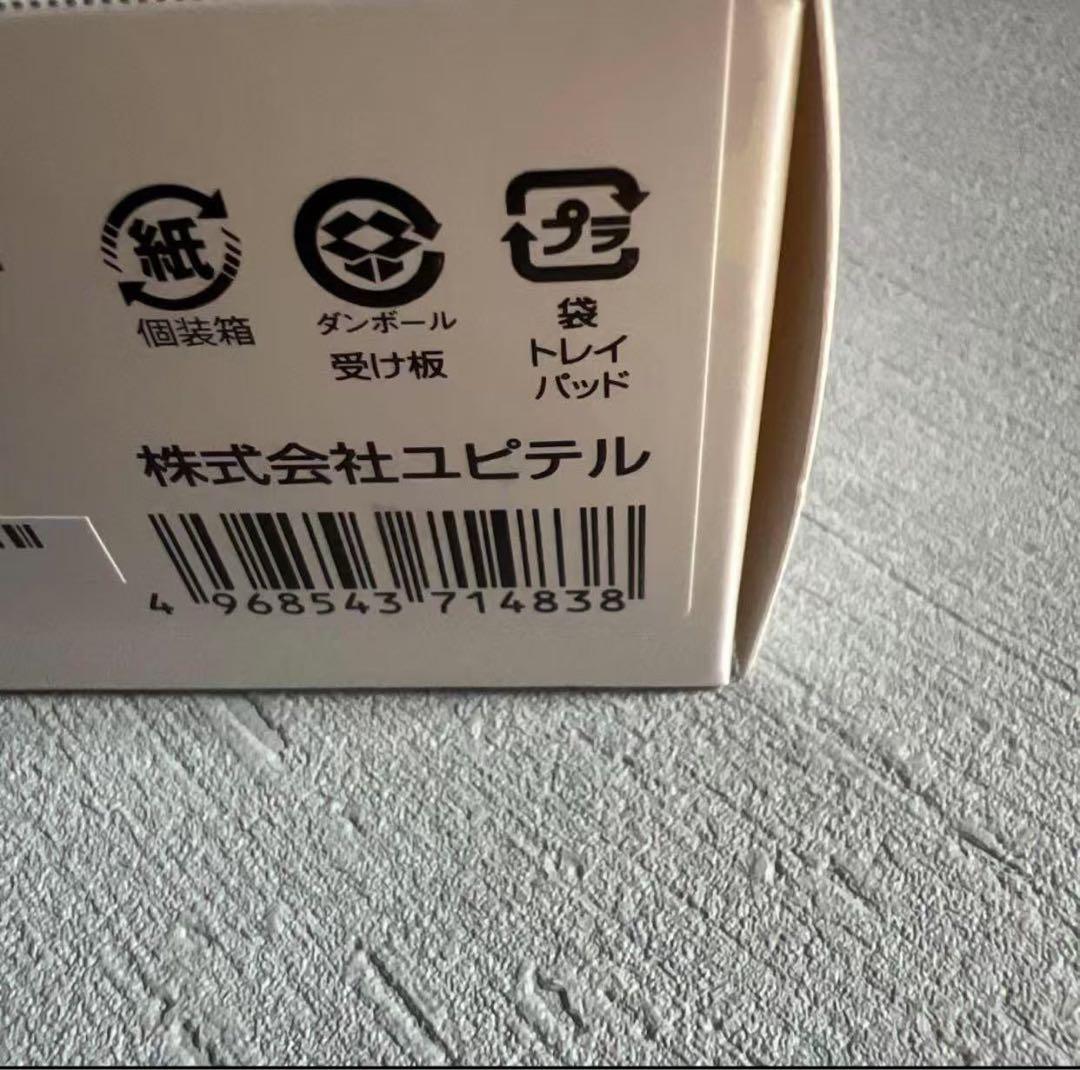 紙
個装箱
ダンボール
受け板
プラ
袋
トレイ
パッド
株式会社ユピテル
4 968543 714838